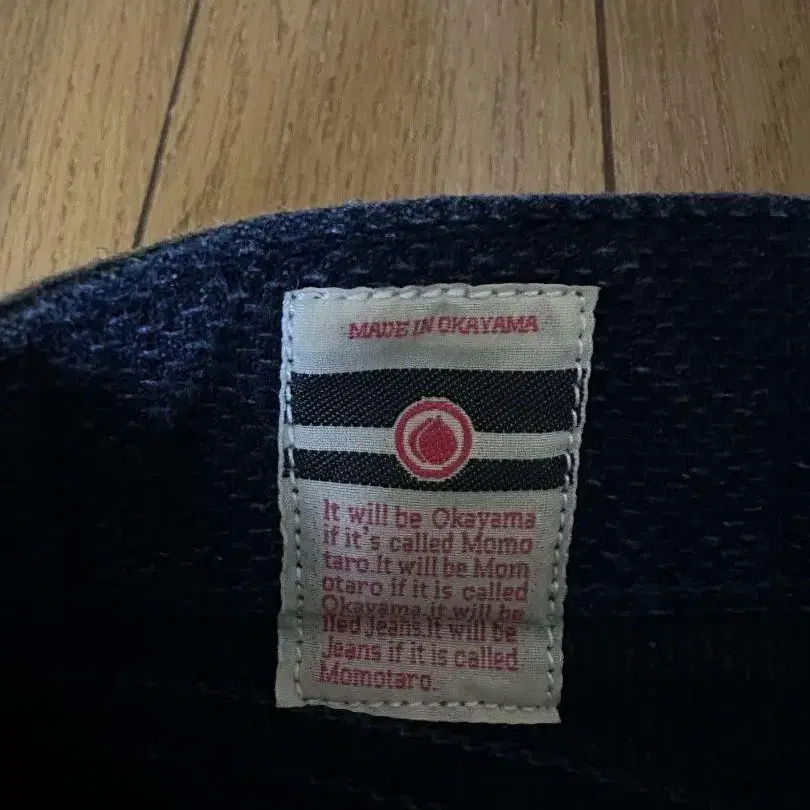 MADE IN OKAYAMA
It will be Okayama
if it's called Momo
taro.It will be Mom
otaro if it is called
Okayama.it will be
lled Jeans.It will be
Jeans if it is called
Momotaro.